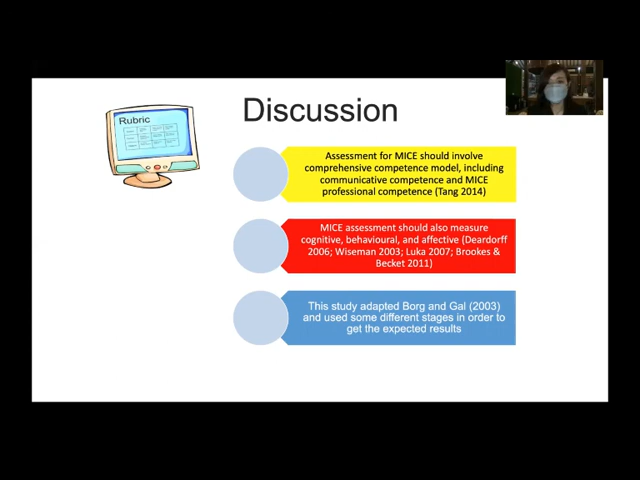 Discussion
Rubric
Assessment for MICE should involve
comprehensive competence model, including
communicative competence and MICE
professional competence (Tang 2014)
MICE assessment should also measure
cognitive, behavioural, and affective (Deardorff
2006; Wiseman 2003; Luka 2007; Brookes &
Becket 2011)
This study adapted Borg and Gal (2003)
and used some different stages in order to
get the expected results